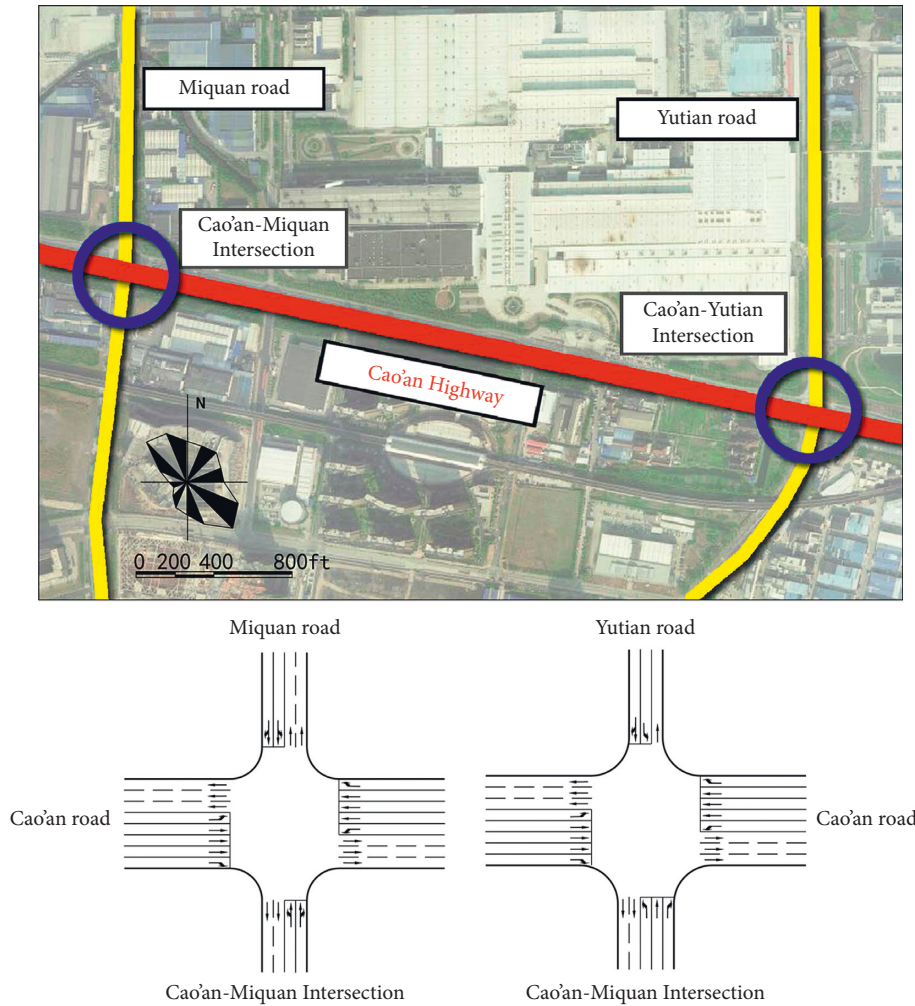 Miquan road
Yutian road
Cao'an-Miquan
Intersection
Cao'an-Yutian
Intersection
Cao'an Highway
N
0 200 400 800ft
Miquan road
Yutian road
Cao'an road
Cao'an road
Cao'an-Miquan Intersection
Cao'an-Miquan Intersection